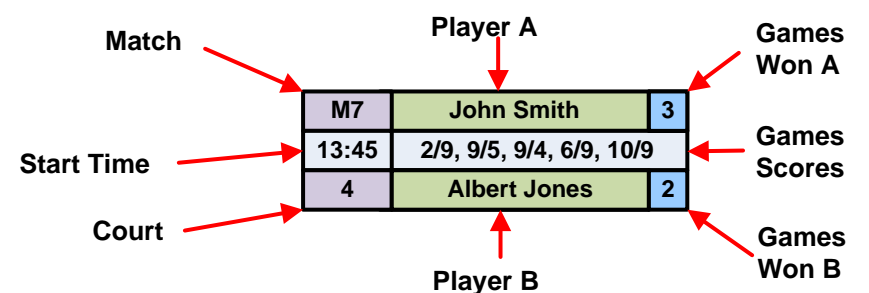 Match
Player A
Games
Won A
M7 John Smith 3
Start Time
13:45 2/9, 9/5, 9/4, 6/9, 10/9
Games
Scores
4 Albert Jones 2
Court
Player B
Games
Won B